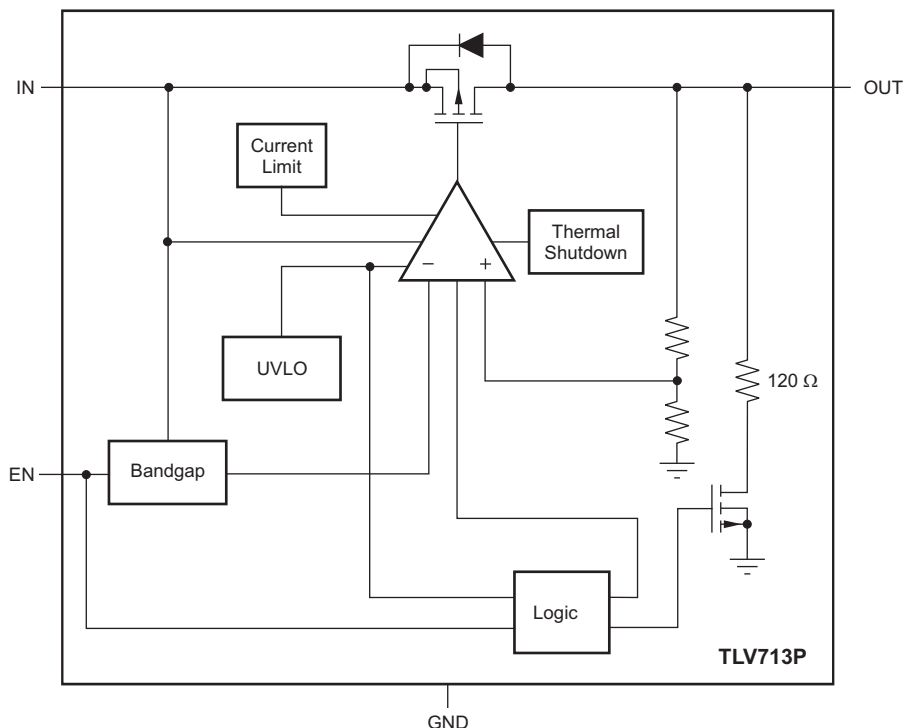 IN
OUT
Current
Limit
Thermal
Shutdown
−
+
UVLO
120 Ω
EN
Bandgap
Logic
TLV713P
GND